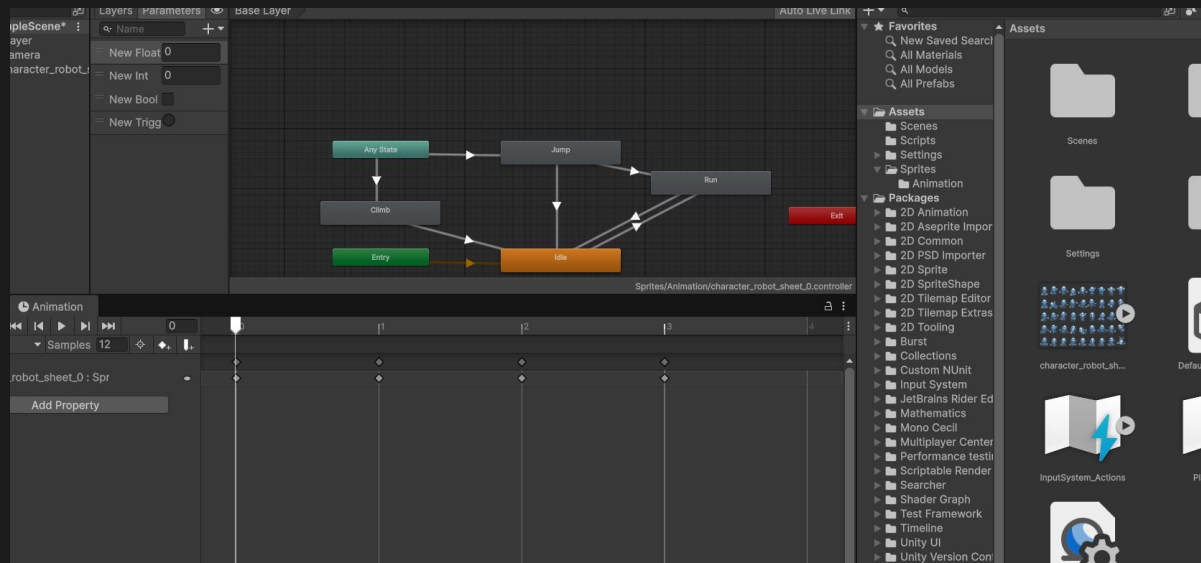 Layers Parameters Base Layer Auto Live Link
mpleScene*
ayer
amera
haracter_robot_s
Name
New Float 0
New Int 0
New Bool
New Trigg
Any State
Jump
Run
Climb
Exit
Entry
Idle
Sprites/Animation/character_robot_sheet_0.controller
Animation
0
Samples 12
0 1 2 3 4
_robot_sheet_0 : Spr
Add Property
Favorites
New Saved Search
All Materials
All Models
All Prefabs
Assets
Scenes
Scripts
Settings
Sprites
Animation
Packages
2D Animation
2D Aseprite Impor
2D Common
2D PSD Importer
2D Sprite
2D SpriteShape
2D Tilemap Editor
2D Tilemap Extras
2D Tooling
Burst
Collections
Custom NUnit
Input System
JetBrains Rider Ed
Mathematics
Mono Cecil
Multiplayer Center
Performance testi
Scriptable Render
Searcher
Shader Graph
Test Framework
Timeline
Unity UI
Unity Version Con
Assets
Scenes
Settings
character_robot_sh...
Defau
InputSystem_Actions
Pl